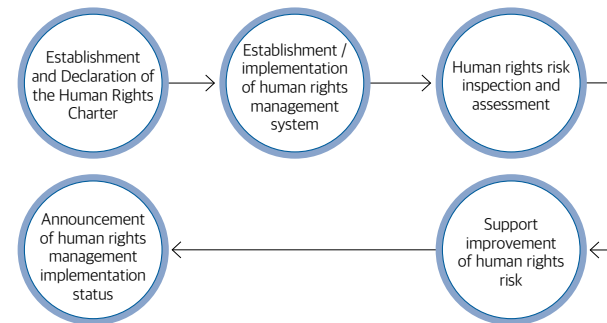 Establishment
and Declaration of
the Human Rights
Charter
Establishment /
implementation
of human rights
management
system
Human rights risk
inspection and
assessment
Support
improvement
of human rights
risk
Announcement
of human rights
management
implementation
status